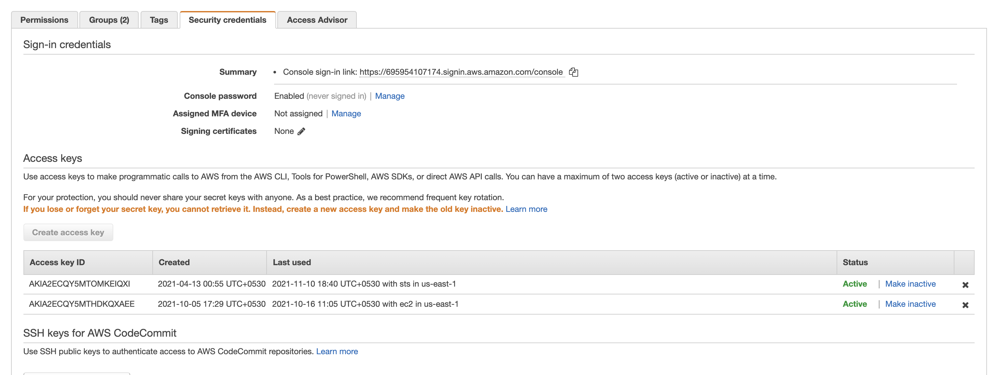 Permissions
Groups (2)
Tags
Security credentials
Access Advisor
Sign-in credentials
Summary
• Console sign-in link: https://695954107174.signin.aws.amazon.com/console
Console password
Enabled (never signed in) | Manage
Assigned MFA device
Not assigned | Manage
Signing certificates
None
Access keys
Use access keys to make programmatic calls to AWS from the AWS CLI, Tools for PowerShell, AWS SDKs, or direct AWS API calls. You can have a maximum of two access keys (active or inactive) at a time.
For your protection, you should never share your secret keys with anyone. As a best practice, we recommend frequent key rotation.
If you lose or forget your secret key, you cannot retrieve it. Instead, create a new access key and make the old key inactive. Learn more
Create access key
Access key ID Created Last used Status
AKIA2ECQY5MTOMKEIQXI 2021-04-13 00:55 UTC+0530 2021-11-10 18:40 UTC+0530 with sts in us-east-1 Active | Make inactive
AKIA2ECQY5MTHDKQXAEE 2021-10-05 17:29 UTC+0530 2021-10-16 11:05 UTC+0530 with ec2 in us-east-1 Active | Make inactive
SSH keys for AWS CodeCommit
Use SSH public keys to authenticate access to AWS CodeCommit repositories. Learn more